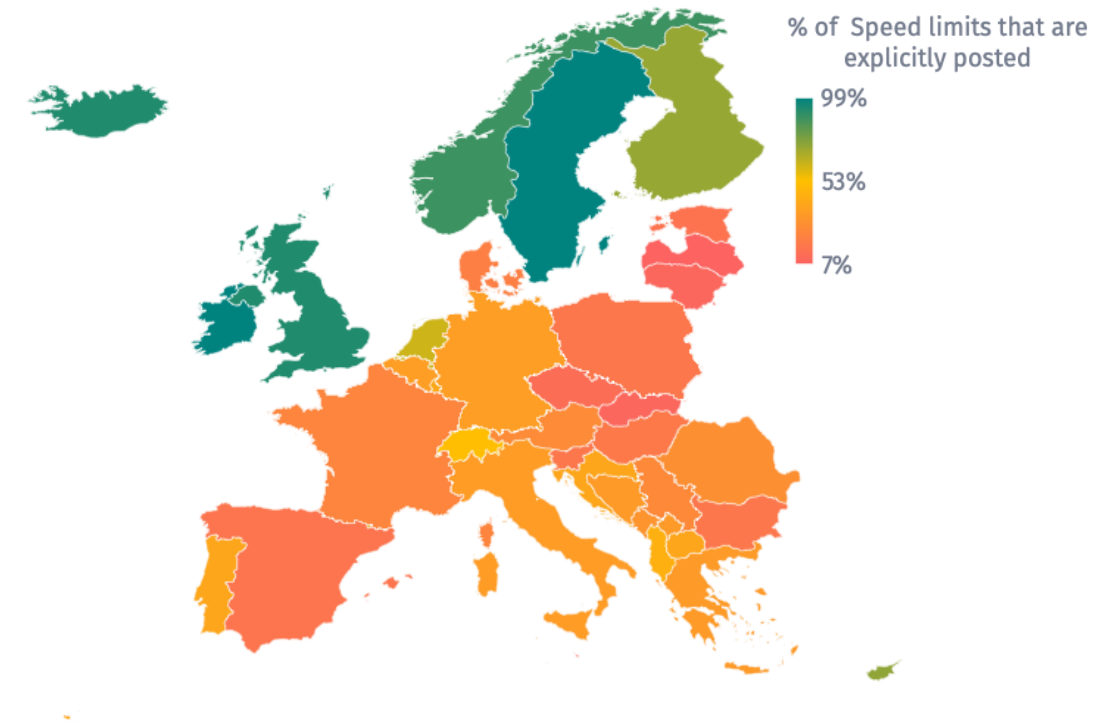 % of Speed limits that are
explicitly posted
99%
53%
7%